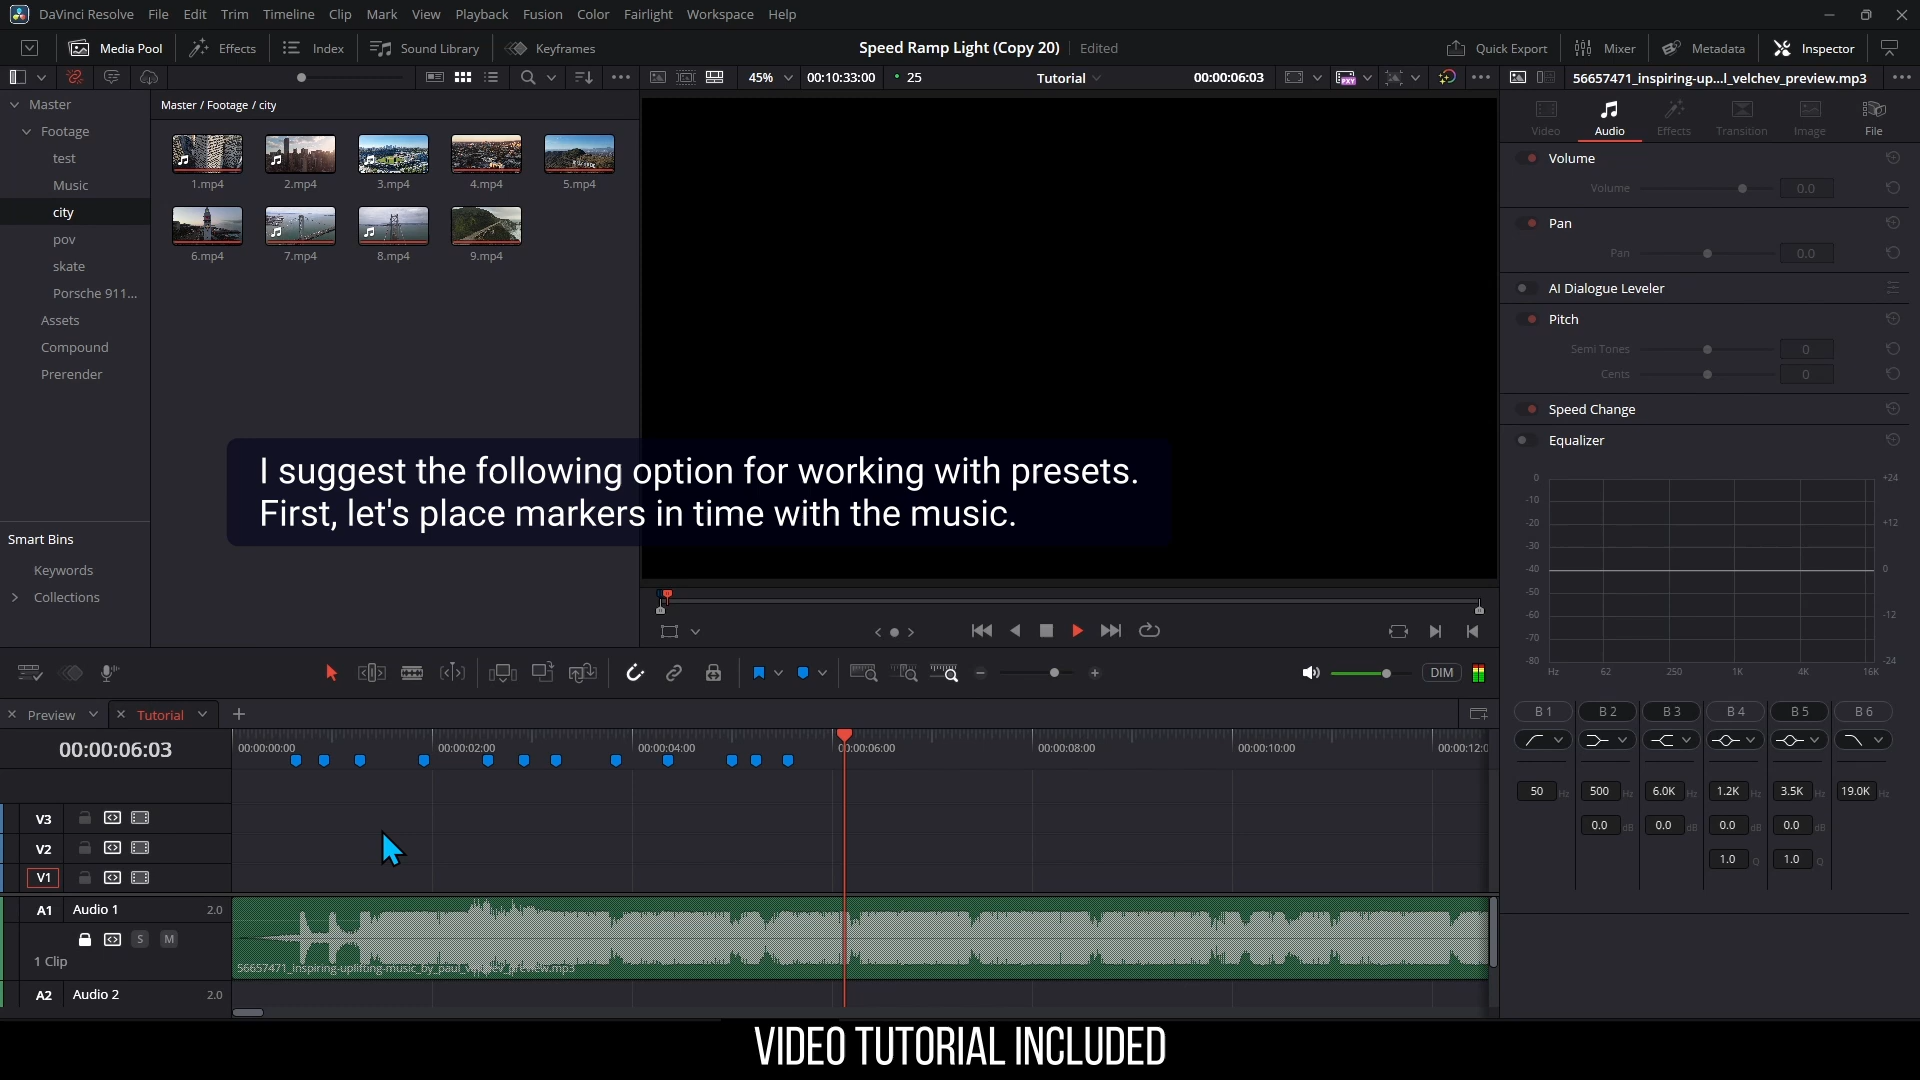 DaVinci Resolve File Edit Trim Timeline Clip Mark View Playback Fusion Color Fairlight Workspace Help
Media Pool Effects Index Sound Library Keyframes Speed Ramp Light (Copy 20) Edited Quick Export Mixer Metadata Inspector
45% 00:10:33:00 25 Tutorial 00:00:06:03 56657471_inspiring-up...l_velchev_preview.mp3
Master
Footage
test
Music
city
pov
skate
Porsche 911...
Assets
Compound
Prerender
Smart Bins
Keywords
Collections
Master / Footage / city
1.mp4 2.mp4 3.mp4 4.mp4 5.mp4
6.mp4 7.mp4 8.mp4 9.mp4
I suggest the following option for working with presets.
First, let's place markers in time with the music.
Video Audio Effects Transition Image File
Volume
Volume 0.0
Pan
Pan 0.0
AI Dialogue Leveler
Pitch
Semi Tones 0
Cents 0
Speed Change
Equalizer
0 +24
-10
-20 +12
-30
-40 0
-50
-60 -12
-70
-80 -24
Hz 62 250 1K 4K 16K
B 1 B 2 B 3 B 4 B 5 B 6
50 Hz 500 Hz 6.0K Hz 1.2K Hz 3.5K Hz 19.0K Hz
0.0 dB 0.0 dB 0.0 dB 0.0 dB
1.0 Q 1.0 Q
DIM
Preview Tutorial
00:00:06:03
00:00:00:00 00:00:02:00 00:00:04:00 00:00:06:00 00:00:08:00 00:00:10:00 00:00:12:0
V3
V2
V1
A1 Audio 1 2.0
S M
1 Clip
56657471_inspiring-uplifting-music_by_paul_velchev_preview.mp3
A2 Audio 2 2.0
VIDEO TUTORIAL INCLUDED